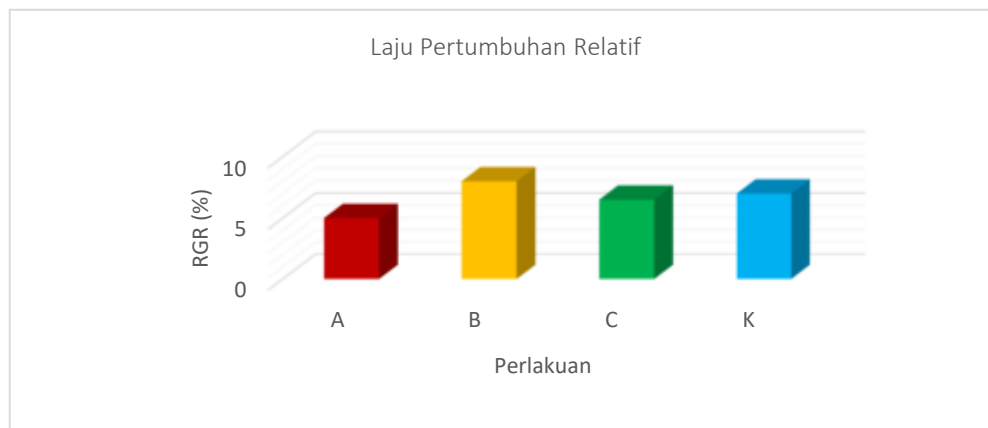 Laju Pertumbuhan Relatif
RGR (%)
10
5
0
A B C K
Perlakuan